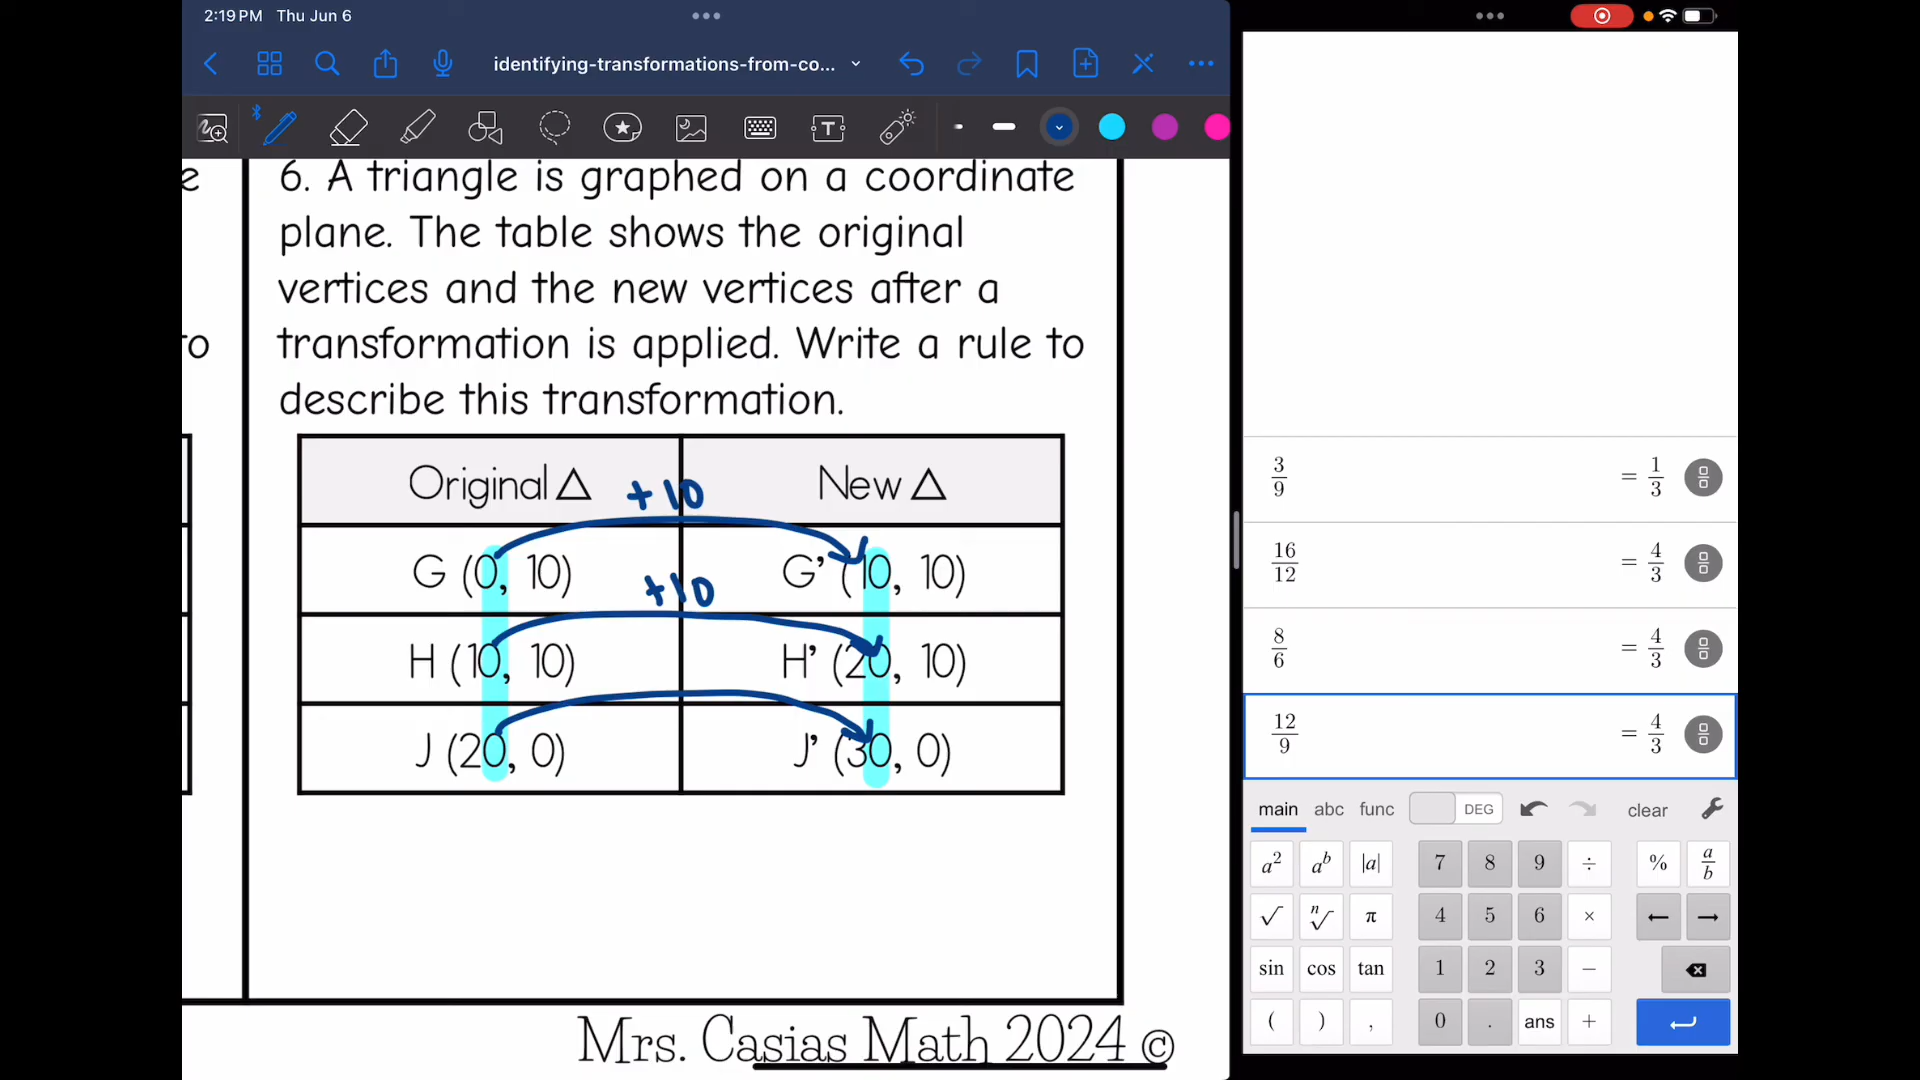 2:19 PM Thu Jun 6
identifying-transformations-from-co...
e
to
6. A triangle is graphed on a coordinate
plane. The table shows the original
vertices and the new vertices after a
transformation is applied. Write a rule to
describe this transformation.
Original △ New △
+10
G (0, 10) G’ (10, 10)
+10
H (10, 10) H’ (20, 10)
J (20, 0) J’ (30, 0)
Mrs. Casias Math 2024 ©
3/9 = 1/3
16/12 = 4/3
8/6 = 4/3
12/9 = 4/3
main abc func DEG clear
a² aᵇ |a| 7 8 9 ÷ % a/b
√ ⁿ√ π 4 5 6 × ← →
sin cos tan 1 2 3 −
( ) , 0 . ans +